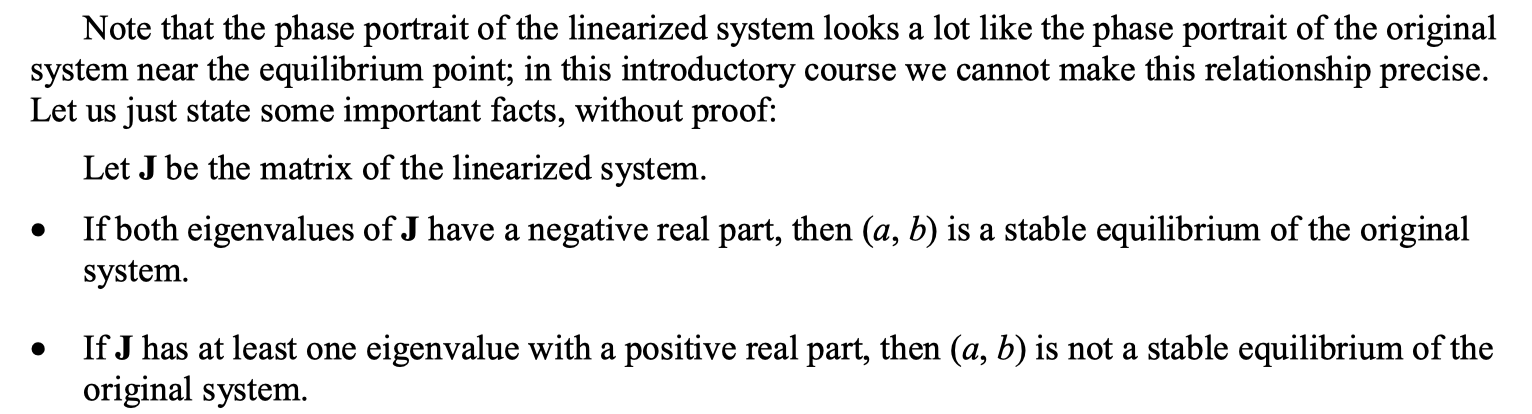 Note that the phase portrait of the linearized system looks a lot like the phase portrait of the original
system near the equilibrium point; in this introductory course we cannot make this relationship precise.
Let us just state some important facts, without proof:
Let J be the matrix of the linearized system.
• If both eigenvalues of J have a negative real part, then (a, b) is a stable equilibrium of the original
system.
• If J has at least one eigenvalue with a positive real part, then (a, b) is not a stable equilibrium of the
original system.